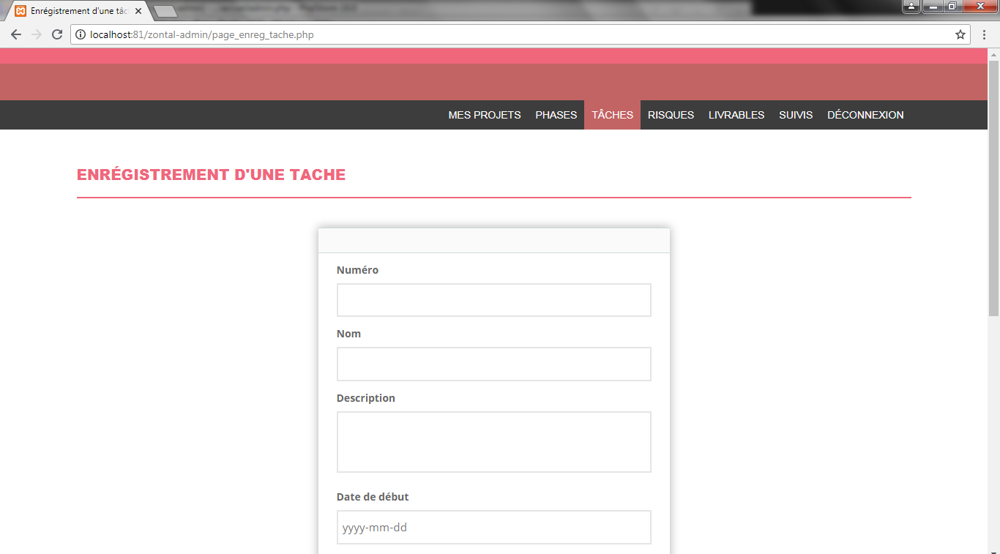 Enrégistrement d'une tâc
localhost:81/zontal-admin/page_enreg_tache.php
MES PROJETS PHASES TÂCHES RISQUES LIVRABLES SUIVIS DÉCONNEXION
ENRÉGISTREMENT D'UNE TACHE
Numéro
Nom
Description
Date de début
yyyy-mm-dd